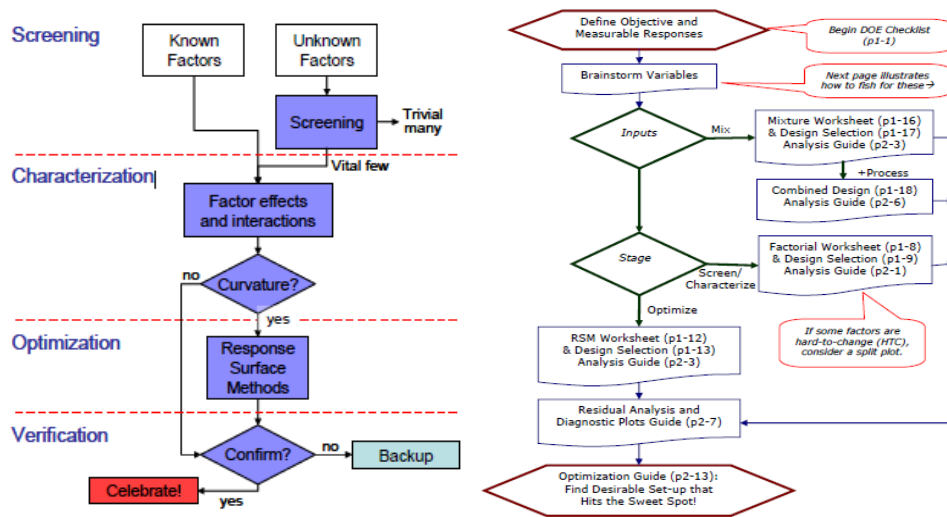 Screening
Known
Factors
Unknown
Factors
Screening
Trivial
many
Vital few
Characterization
Factor effects
and interactions
no
Curvature?
yes
Optimization
Response
Surface
Methods
Verification
Confirm?
no
Backup
Celebrate!
yes
Define Objective and
Measurable Responses
Begin DOE Checklist
(p1-1)
Brainstorm Variables
Next page illustrates
how to fish for these→
Inputs
Mix
Mixture Worksheet (p1-16)
& Design Selection (p1-17)
Analysis Guide (p2-3)
+Process
Combined Design (p1-18)
Analysis Guide (p2-6)
Stage
Screen/
Characterize
Factorial Worksheet (p1-8)
& Design Selection (p1-9)
Analysis Guide (p2-1)
Optimize
If some factors are
hard-to-change (HTC),
consider a split plot.
RSM Worksheet (p1-12)
& Design Selection (p1-13)
Analysis Guide (p2-3)
Residual Analysis and
Diagnostic Plots Guide (p2-7)
Optimization Guide (p2-13):
Find Desirable Set-up that
Hits the Sweet Spot!